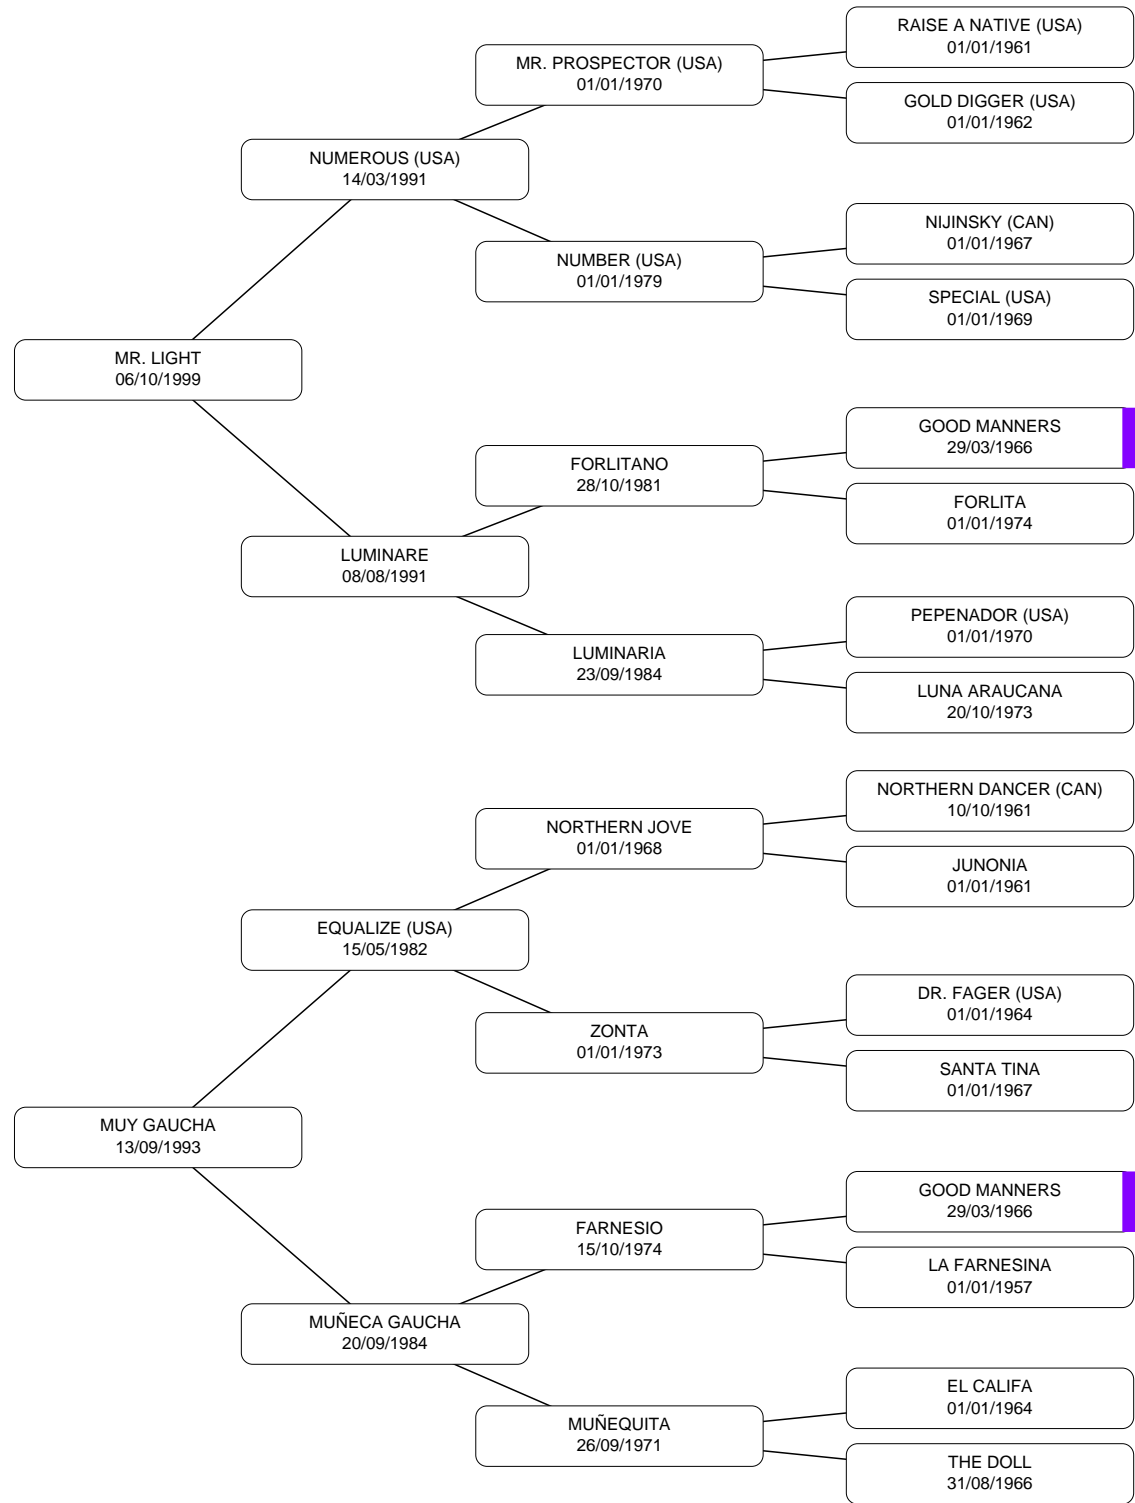 RAISE A NATIVE (USA)
01/01/1961
MR. PROSPECTOR (USA)
01/01/1970
GOLD DIGGER (USA)
01/01/1962
NUMEROUS (USA)
14/03/1991
NIJINSKY (CAN)
01/01/1967
NUMBER (USA)
01/01/1979
SPECIAL (USA)
01/01/1969
MR. LIGHT
06/10/1999
GOOD MANNERS
29/03/1966
FORLITANO
28/10/1981
FORLITA
01/01/1974
LUMINARE
08/08/1991
PEPENADOR (USA)
01/01/1970
LUMINARIA
23/09/1984
LUNA ARAUCANA
20/10/1973
NORTHERN DANCER (CAN)
10/10/1961
NORTHERN JOVE
01/01/1968
JUNONIA
01/01/1961
EQUALIZE (USA)
15/05/1982
DR. FAGER (USA)
01/01/1964
ZONTA
01/01/1973
SANTA TINA
01/01/1967
MUY GAUCHA
13/09/1993
GOOD MANNERS
29/03/1966
FARNESIO
15/10/1974
LA FARNESINA
01/01/1957
MUÑECA GAUCHA
20/09/1984
EL CALIFA
01/01/1964
MUÑEQUITA
26/09/1971
THE DOLL
31/08/1966